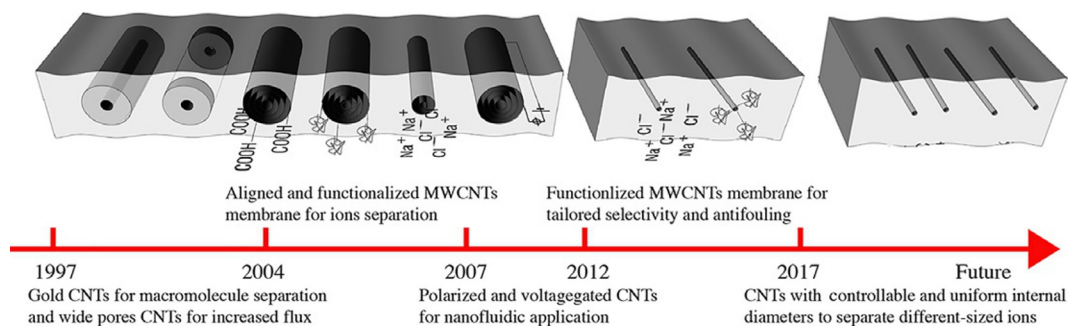 COOH
COOH
COOH
Na⁺ Na⁺
Cl⁻ Cl⁻
Cl⁻ Na⁺
Cl⁻ Na⁺
Na⁺ Cl⁻
Na⁺ Cl⁻
Aligned and functionalized MWCNTs
membrane for ions separation
Functionlized MWCNTs membrane for
tailored selectivity and antifouling
1997
2004
2007
2012
2017
Future
Gold CNTs for macromolecule separation
and wide pores CNTs for increased flux
Polarized and voltagegated CNTs
for nanofluidic application
CNTs with controllable and uniform internal
diameters to separate different-sized ions